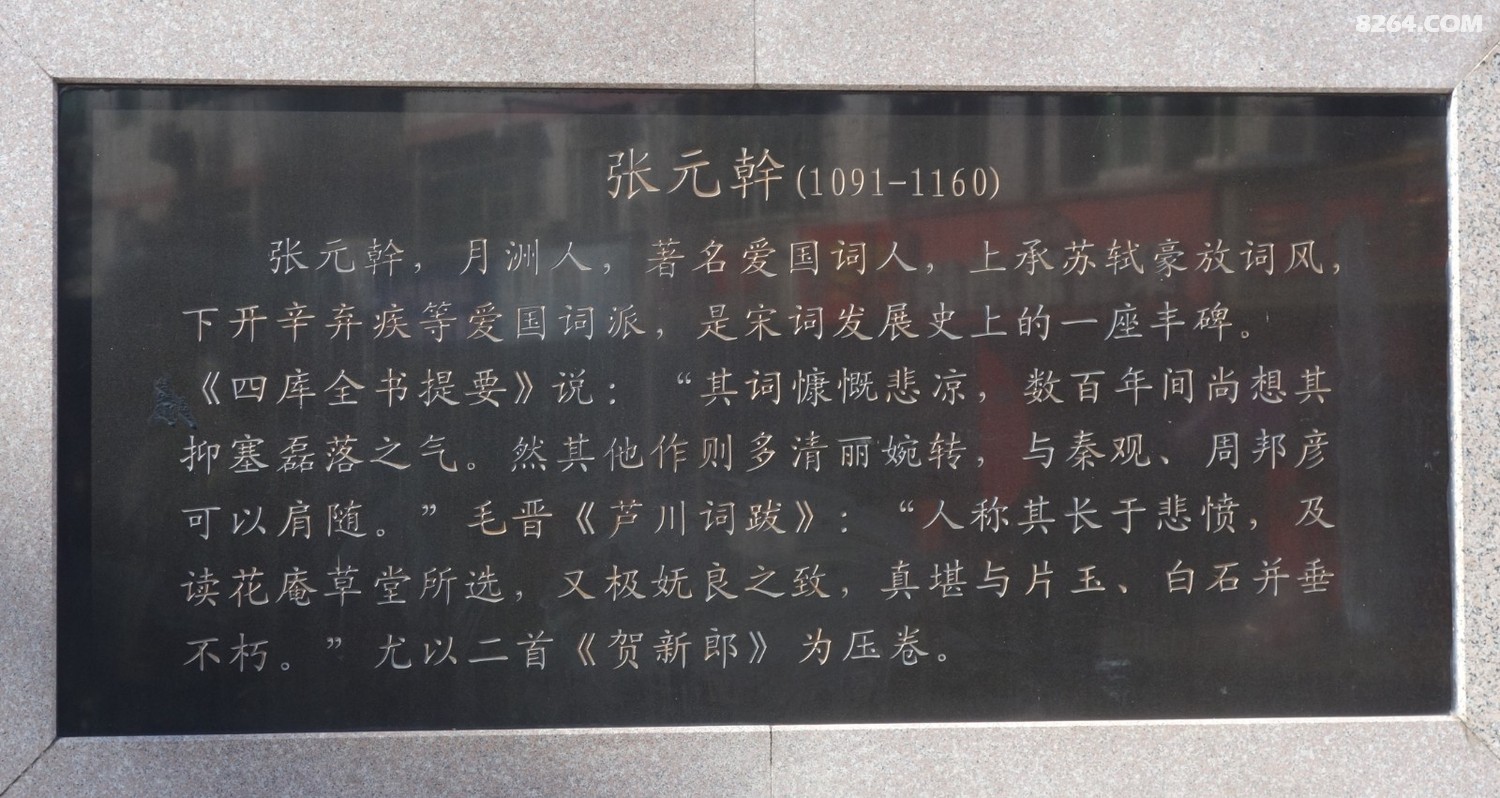 8264.COM
张元幹(1091-1160)
张元幹，月洲人，著名爱国词人，上承苏轼豪放词风，
下开辛弃疾等爱国词派，是宋词发展史上的一座丰碑。
《四库全书提要》说：“其词慷慨悲凉，数百年间尚想其
抑塞磊落之气。然其他作则多清丽婉转，与秦观、周邦彦
可以肩随。”毛晋《芦川词跋》：“人称其长于悲愤，及
读花庵草堂所选，又极妩良之致，真堪与片玉、白石并垂
不朽。”尤以二首《贺新郎》为压卷。